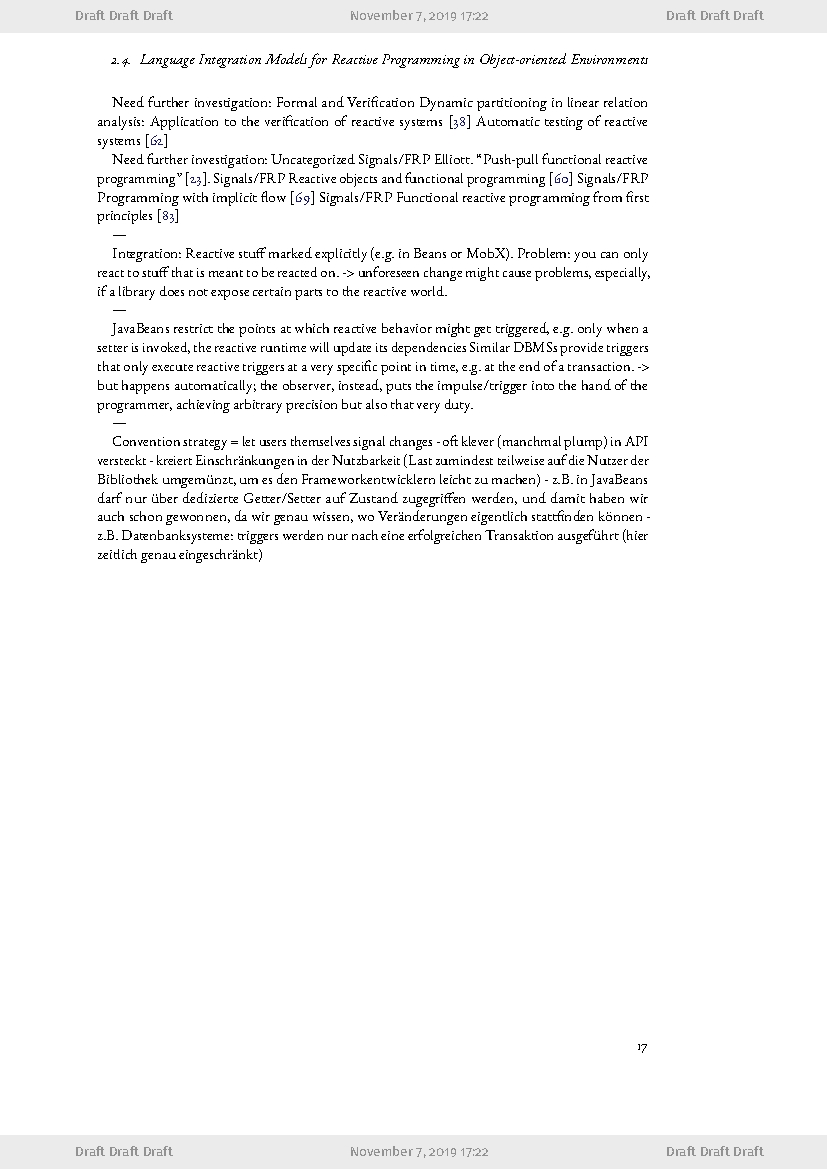 Draft Draft Draft November 7, 2019 17:22 Draft Draft Draft
2.4. Language Integration Models for Reactive Programming in Object-oriented Environments
Need further investigation: Formal and Verification Dynamic partitioning in linear relation
analysis: Application to the verification of reactive systems [38] Automatic testing of reactive
systems [62]
Need further investigation: Uncategorized Signals/FRP Elliott. “Push-pull functional reactive
programming” [23]. Signals/FRP Reactive objects and functional programming [60] Signals/FRP
Programming with implicit flow [69] Signals/FRP Functional reactive programming from first
principles [83]
—
Integration: Reactive stuff marked explicitly (e.g. in Beans or MobX). Problem: you can only
react to stuff that is meant to be reacted on. -> unforeseen change might cause problems, especially,
if a library does not expose certain parts to the reactive world.
—
JavaBeans restrict the points at which reactive behavior might get triggered, e.g. only when a
setter is invoked, the reactive runtime will update its dependencies Similar DBMSs provide triggers
that only execute reactive triggers at a very specific point in time, e.g. at the end of a transaction. ->
but happens automatically; the observer, instead, puts the impulse/trigger into the hand of the
programmer, achieving arbitrary precision but also that very duty.
—
Convention strategy = let users themselves signal changes - oft klever (manchmal plump) in API
versteckt - kreiert Einschränkungen in der Nutzbarkeit (Last zumindest teilweise auf die Nutzer der
Bibliothek umgemünzt, um es den Frameworkentwicklern leicht zu machen) - z.B. in JavaBeans
darf nur über dedizierte Getter/Setter auf Zustand zugegriffen werden, und damit haben wir
auch schon gewonnen, da wir genau wissen, wo Veränderungen eigentlich stattfinden können -
z.B. Datenbanksysteme: triggers werden nur nach eine erfolgreichen Transaktion ausgeführt (hier
zeitlich genau eingeschränkt)
17
Draft Draft Draft November 7, 2019 17:22 Draft Draft Draft